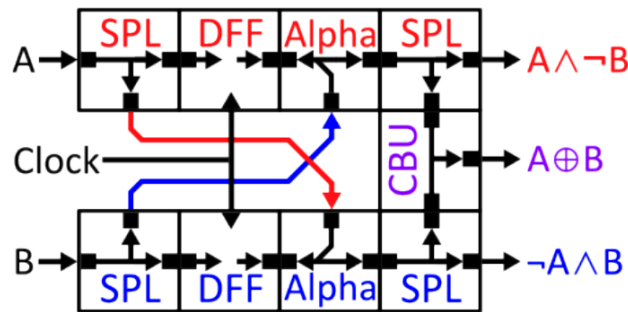 SPL DFF Alpha SPL
A A∧¬B
Clock CBU A⊕B
B ¬A∧B
SPL DFF Alpha SPL